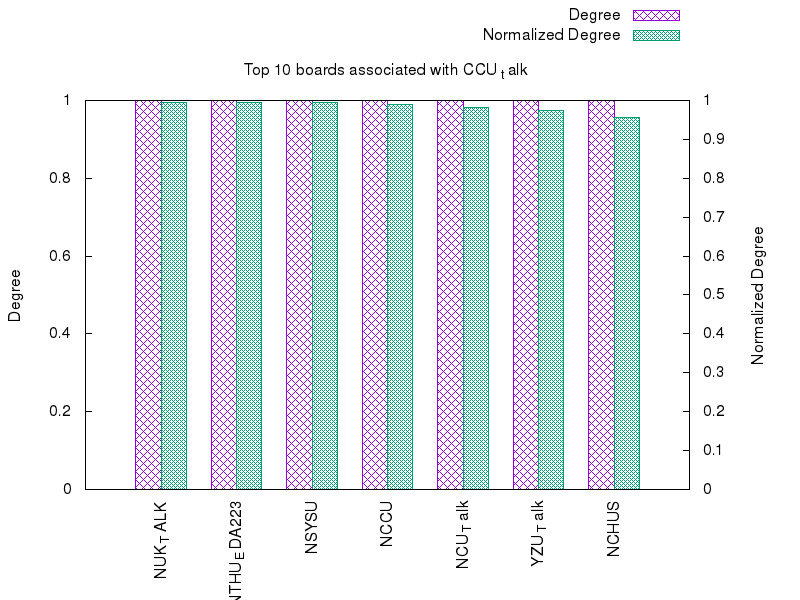 Degree
Normalized Degree
Top 10 boards associated with CCU t alk
1
0.8
0.6
0.4
0.2
0
1
0.9
0.8
0.7
0.6
0.5
0.4
0.3
0.2
0.1
0
Degree
Normalized Degree
NUK T ALK
NTHU E DA223
NSYSU
NCCU
NCU T alk
YZU T alk
NCHUS